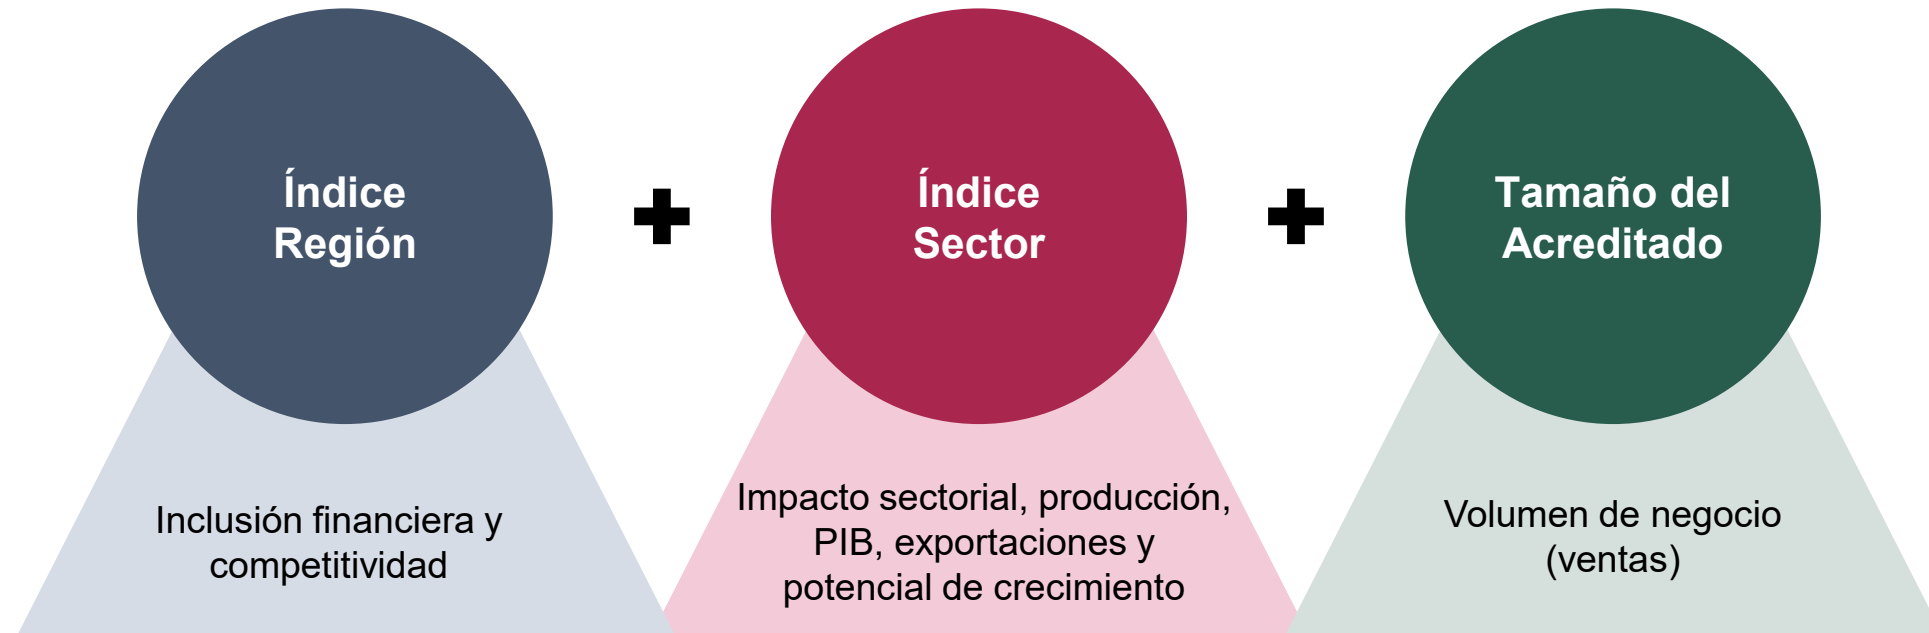 Índice
Región
Índice
Sector
Tamaño del
Acreditado
Inclusión financiera y
competitividad
Impacto sectorial, producción,
PIB, exportaciones y
potencial de crecimiento
Volumen de negocio
(ventas)